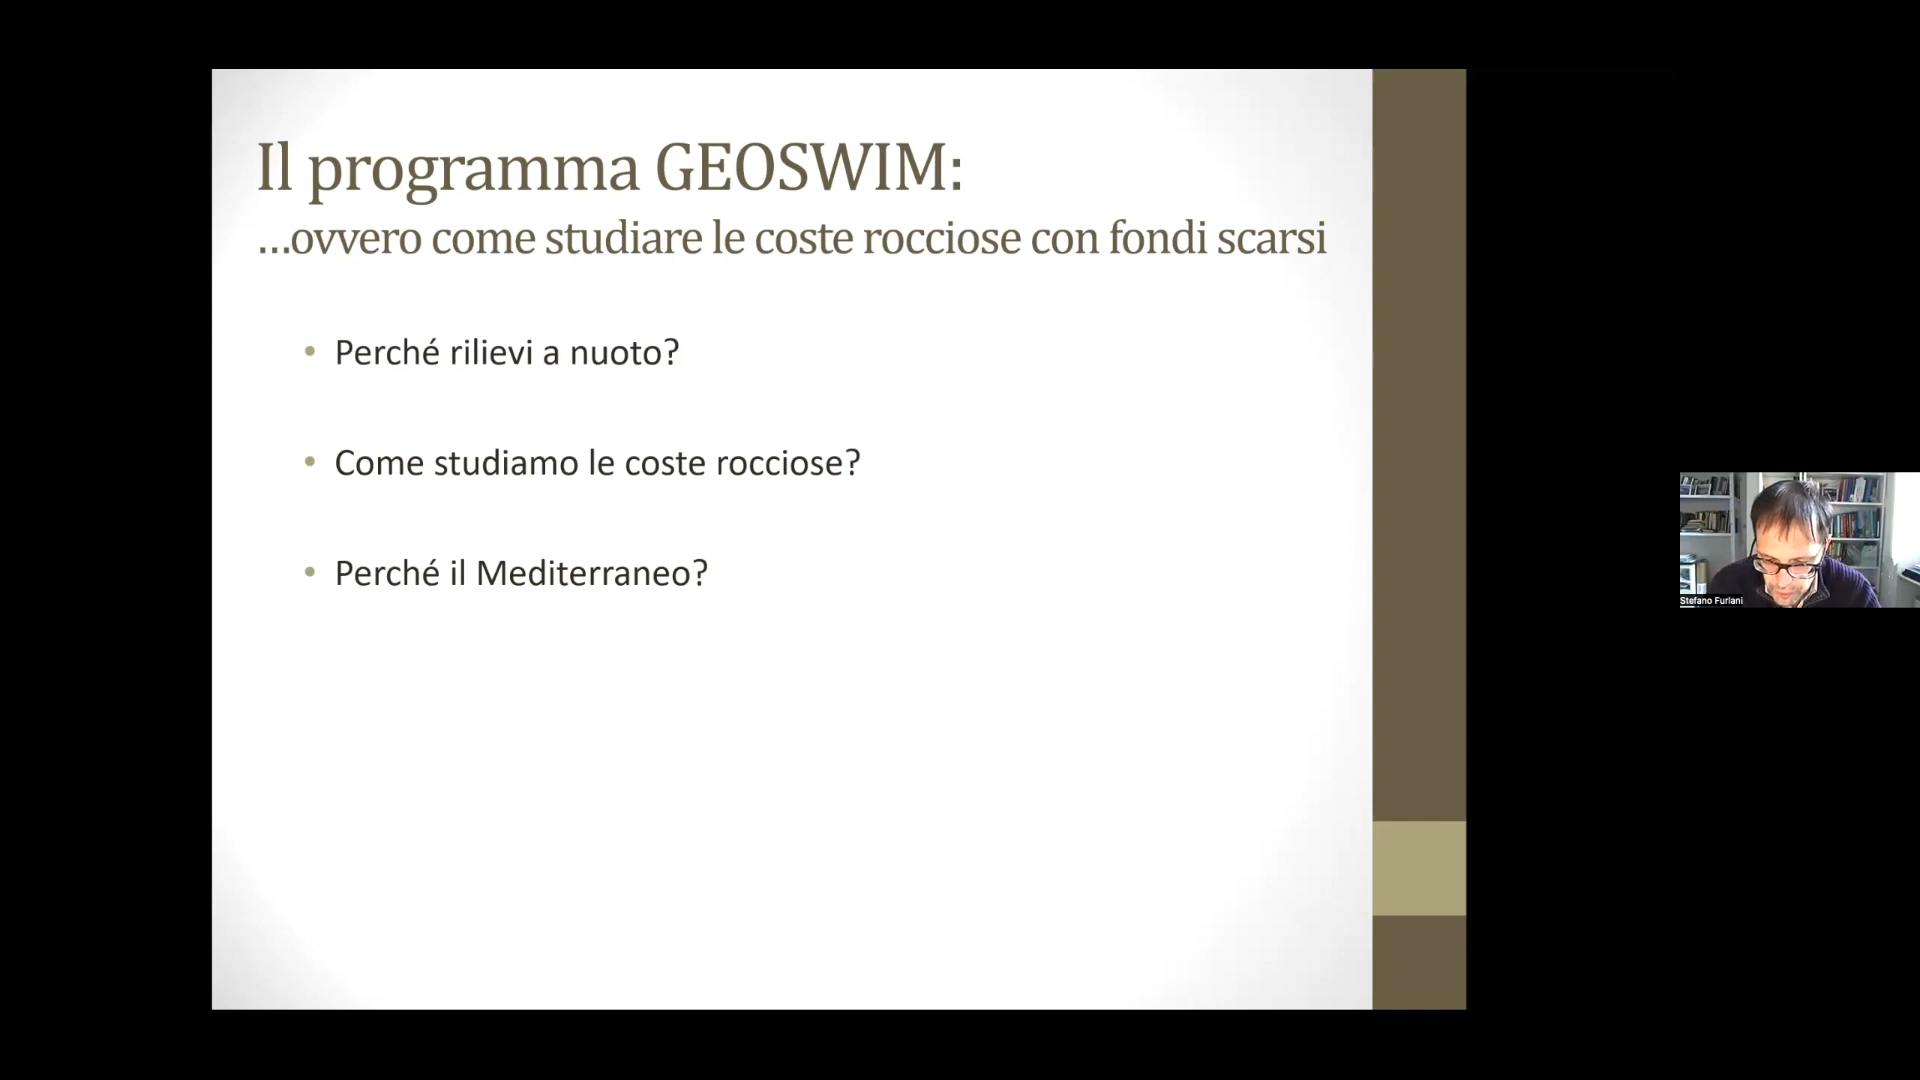 Il programma GEOSWIM:
...ovvero come studiare le coste rocciose con fondi scarsi
• Perché rilievi a nuoto?
• Come studiamo le coste rocciose?
• Perché il Mediterraneo?
Stefano Furlani